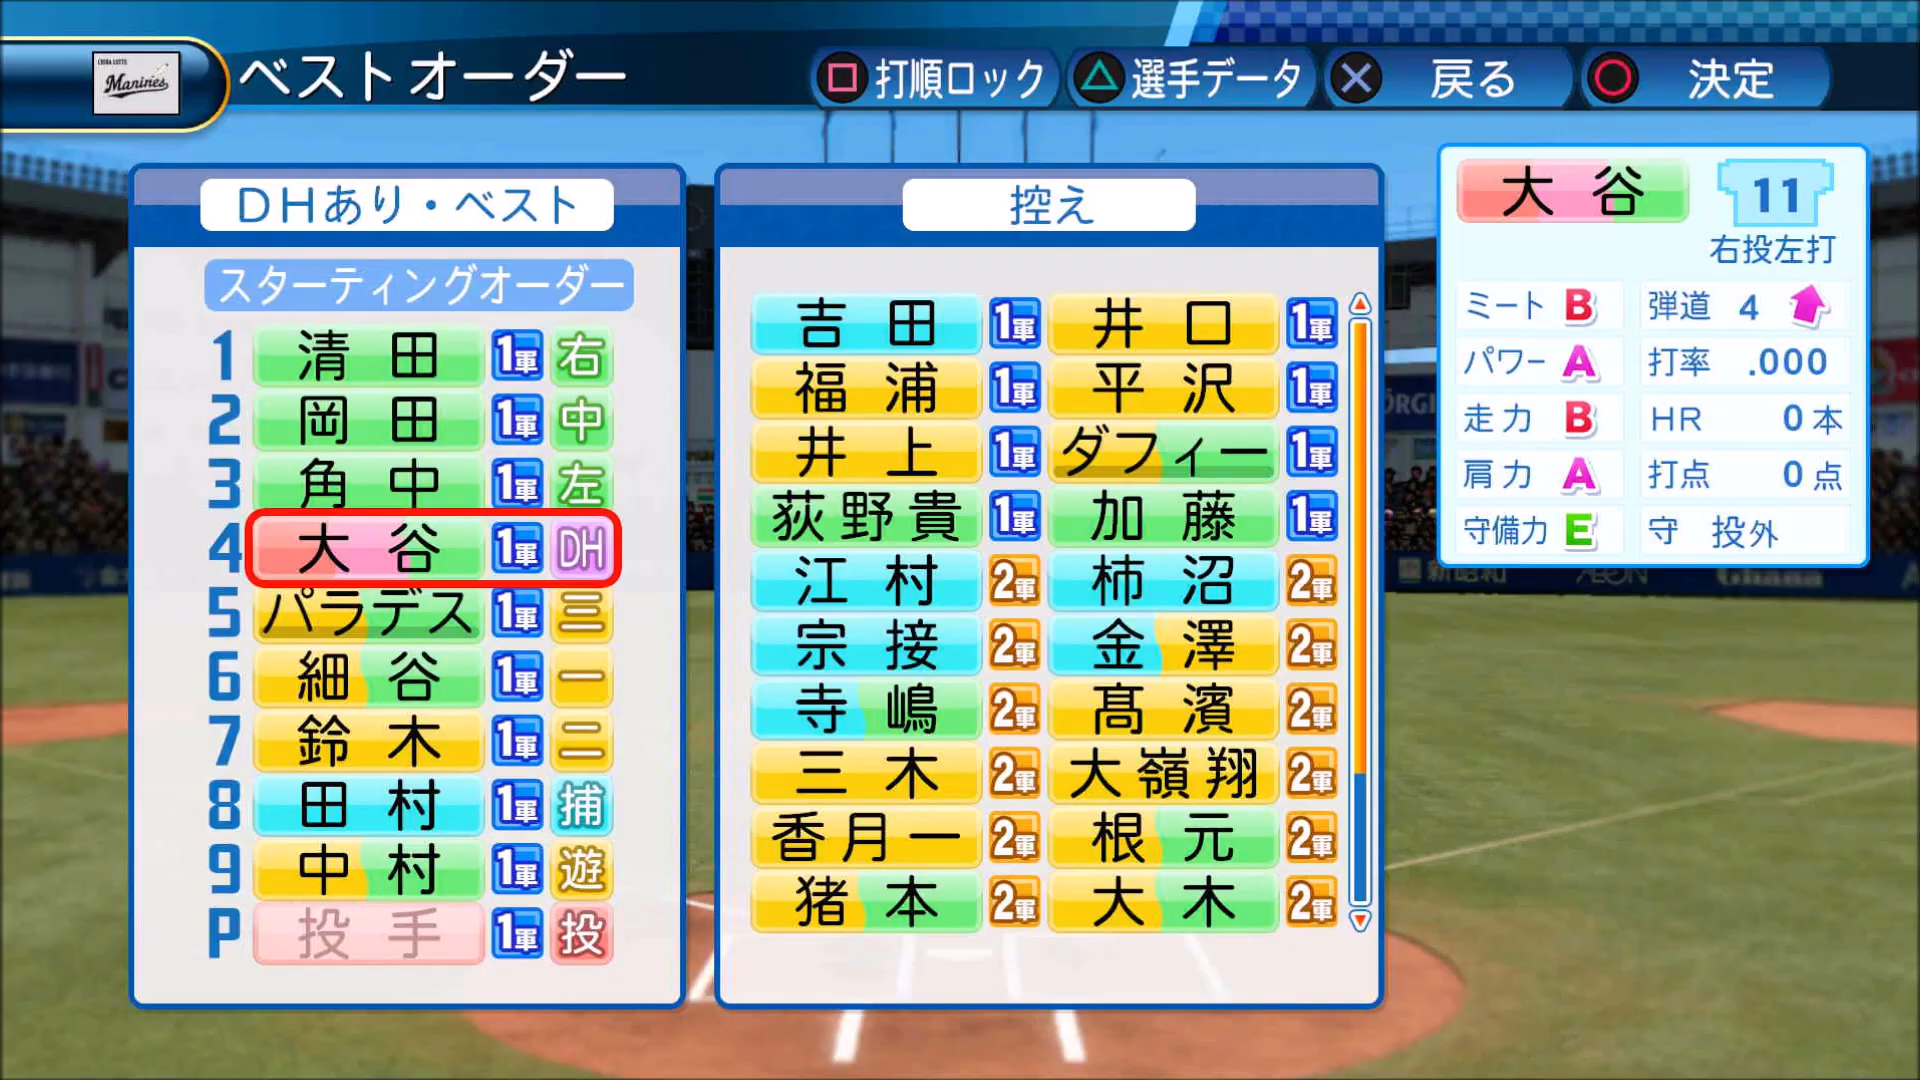 CHIBA LOTTE
Marines
ベストオーダー
打順ロック
選手データ
戻る
決定
DHあり・ベスト
スターティングオーダー
1 清田 1軍 右
2 岡田 1軍 中
3 角中 1軍 左
4 大谷 1軍 DH
5 パラデス 1軍 三
6 細谷 1軍 一
7 鈴木 1軍 二
8 田村 1軍 捕
9 中村 1軍 遊
P 投手 1軍 投
控え
吉田 1軍 井口 1軍
福浦 1軍 平沢 1軍
井上 1軍 ダフィー 1軍
荻野貴 1軍 加藤 1軍
江村 2軍 柿沼 2軍
宗接 2軍 金澤 2軍
寺嶋 2軍 髙濱 2軍
三木 2軍 大嶺翔 2軍
香月一 2軍 根元 2軍
猪本 2軍 大木 2軍
大谷 11
右投左打
ミート B 弾道 4
パワー A 打率 .000
走力 B HR 0本
肩力 A 打点 0点
守備力 E 守 投外
新昭和
AEON
Ghana